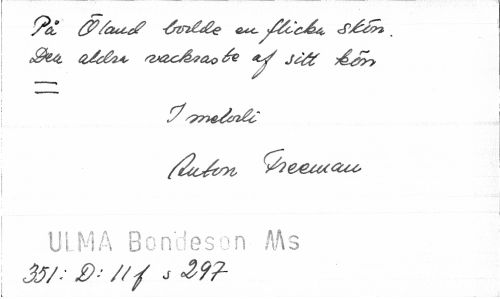 På Öland bodde en flicka skön.
Den aldra vackraste af sitt kön
=
I melodi
Anton Freeman
ULMA Bondeson Ms
351: D: 11 f s 297